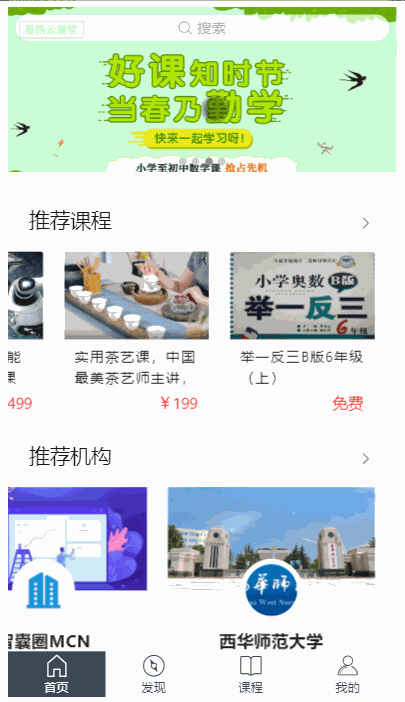 搜索
好课知时节
当春乃勤学
快来一起学习呀!
小学至初中数学课 抢占先机
推荐课程
小学奥数 B版
举一反三
6年级
能
课
499
实用茶艺课，中国
最美茶艺师主讲，
￥199
举一反三B版6年级
（上）
免费
推荐机构
華師
na West Nor
智囊圈MCN
西华师范大学
首页
发现
课程
我的